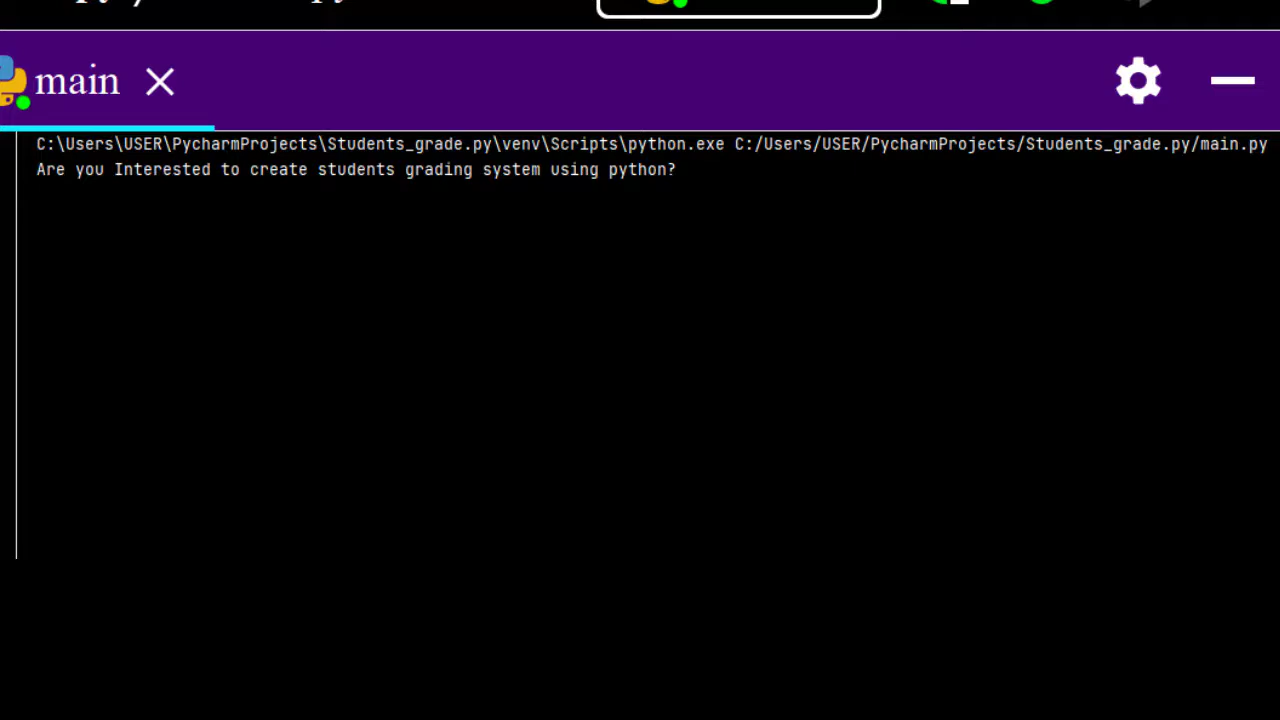 main
C:\Users\USER\PycharmProjects\Students_grade.py\venv\Scripts\python.exe C:/Users/USER/PycharmProjects/Students_grade.py/main.py
Are you Interested to create students grading system using python?